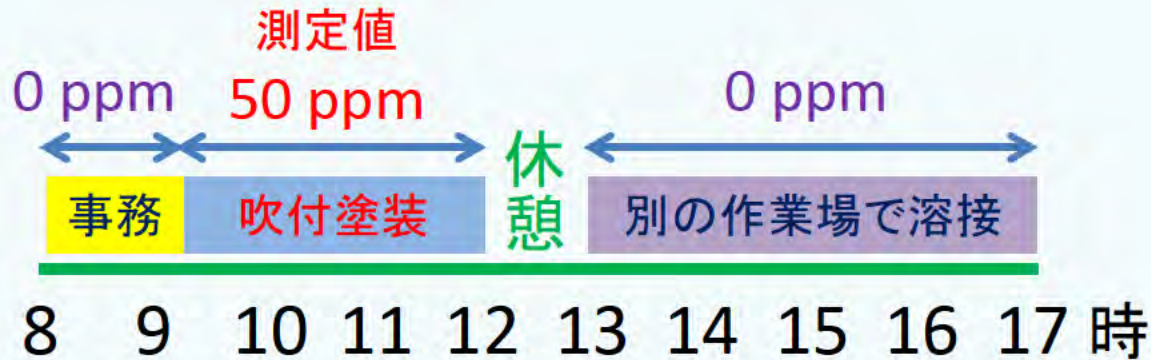 測定値
0 ppm 50 ppm 0 ppm
事務 吹付塗装 休憩 別の作業場で溶接
8 9 10 11 12 13 14 15 16 17 時